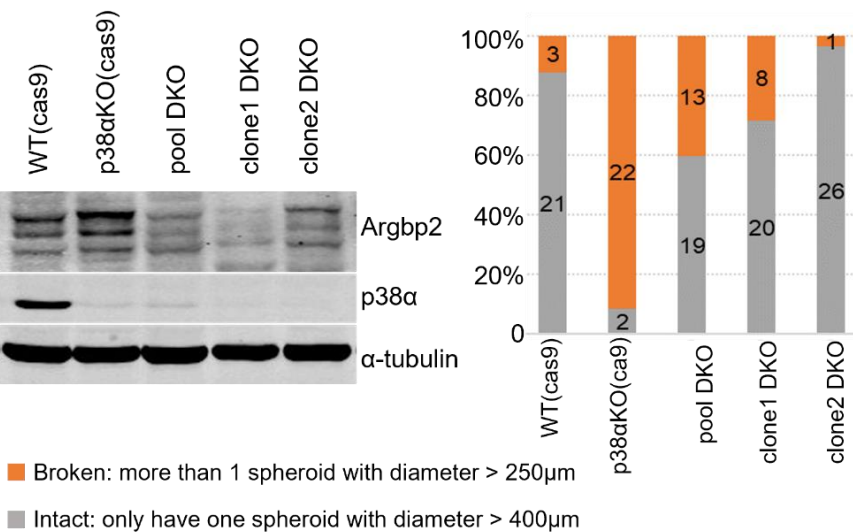 WT(cas9)
p38αKO(cas9)
pool DKO
clone1 DKO
clone2 DKO
Argbp2
p38α
α-tubulin
100%
80%
60%
40%
20%
0
3
21
22
2
13
19
8
20
1
26
WT(cas9)
p38αKO(ca9)
pool DKO
clone1 DKO
clone2 DKO
Broken: more than 1 spheroid with diameter > 250μm
Intact: only have one spheroid with diameter > 400μm